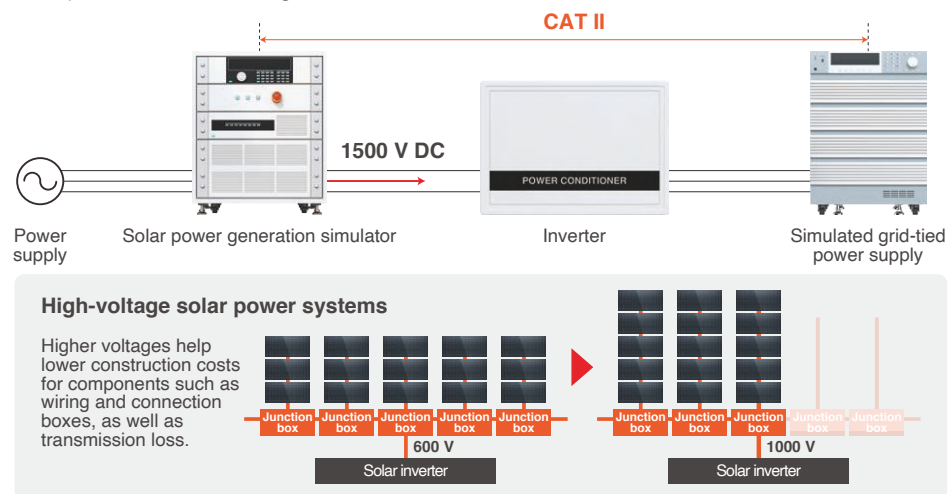 CAT II
1500 V DC
POWER CONDITIONER
Power
supply
Solar power generation simulator
Inverter
Simulated grid-tied
power supply
High-voltage solar power systems
Higher voltages help
lower construction costs
for components such as
wiring and connection
boxes, as well as
transmission loss.
Junction
box
Junction
box
Junction
box
Junction
box
Junction
box
600 V
Solar inverter
Junction
box
Junction
box
Junction
box
Junction
box
Junction
box
1000 V
Solar inverter